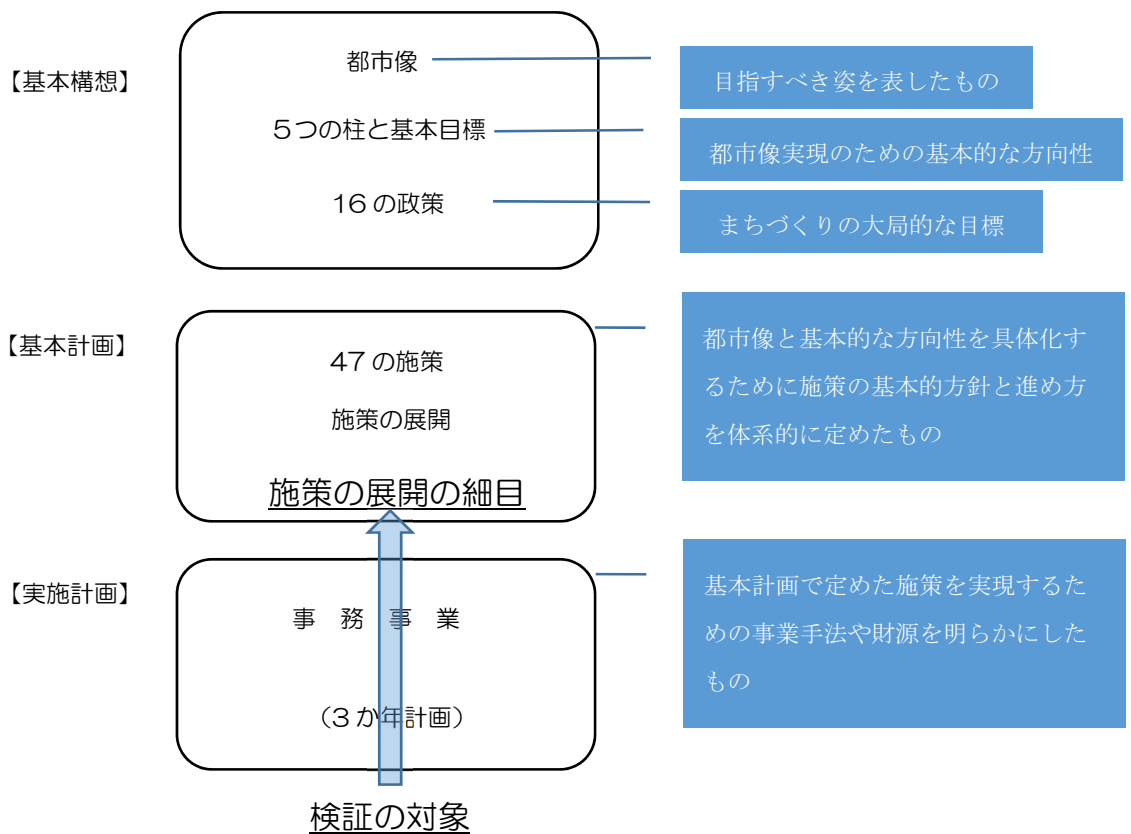 【基本構想】
都市像
目指すべき姿を表したもの
5つの柱と基本目標
都市像実現のための基本的な方向性
16の政策
まちづくりの大局的な目標
【基本計画】
47の施策
施策の展開
施策の展開の細目
都市像と基本的な方向性を具体化す
るために施策の基本的方針と進め方
を体系的に定めたもの
【実施計画】
事 務 事 業
(3か年計画)
基本計画で定めた施策を実現するた
めの事業手法や財源を明らかにした
もの
検証の対象